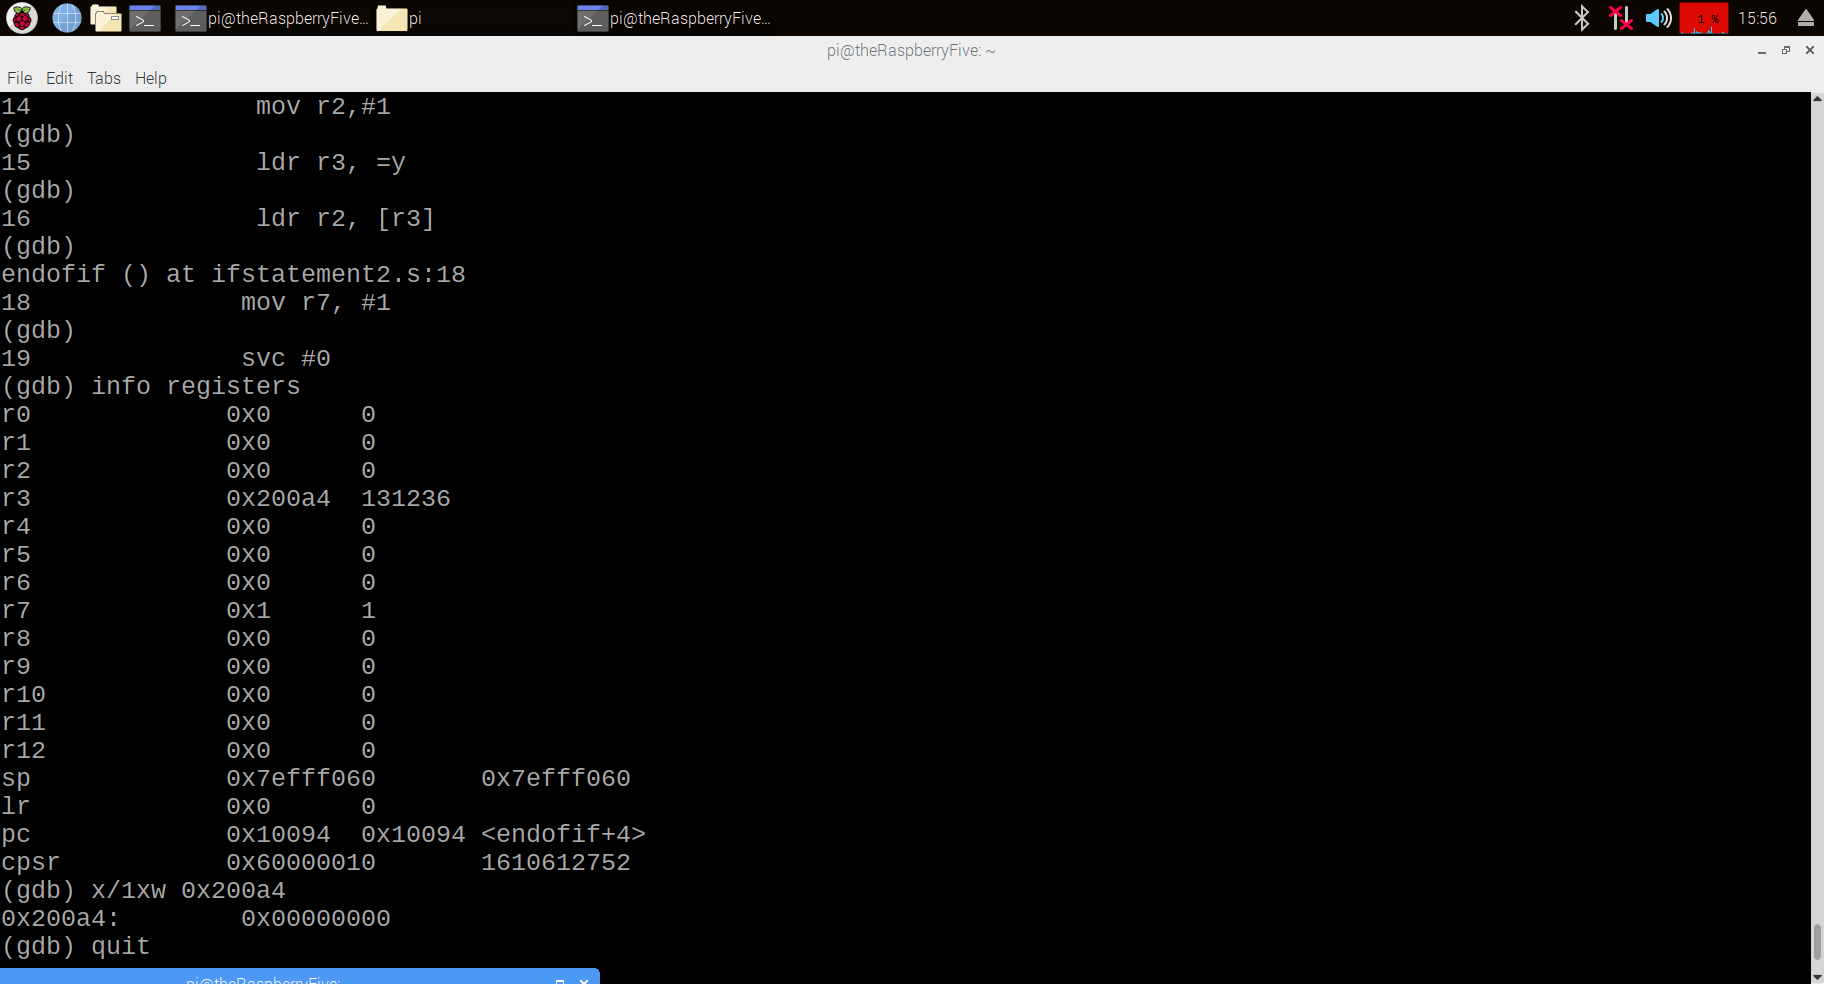 pi@theRaspberryFive... pi pi@theRaspberryFive... 1 % 15:56
pi@theRaspberryFive: ~
File Edit Tabs Help
14 mov r2,#1
(gdb)
15 ldr r3, =y
(gdb)
16 ldr r2, [r3]
(gdb)
endofif () at ifstatement2.s:18
18 mov r7, #1
(gdb)
19 svc #0
(gdb) info registers
r0 0x0 0
r1 0x0 0
r2 0x0 0
r3 0x200a4 131236
r4 0x0 0
r5 0x0 0
r6 0x0 0
r7 0x1 1
r8 0x0 0
r9 0x0 0
r10 0x0 0
r11 0x0 0
r12 0x0 0
sp 0x7efff060 0x7efff060
lr 0x0 0
pc 0x10094 0x10094 <endofif+4>
cpsr 0x60000010 1610612752
(gdb) x/1xw 0x200a4
0x200a4: 0x00000000
(gdb) quit
pi@theRaspberryFive: